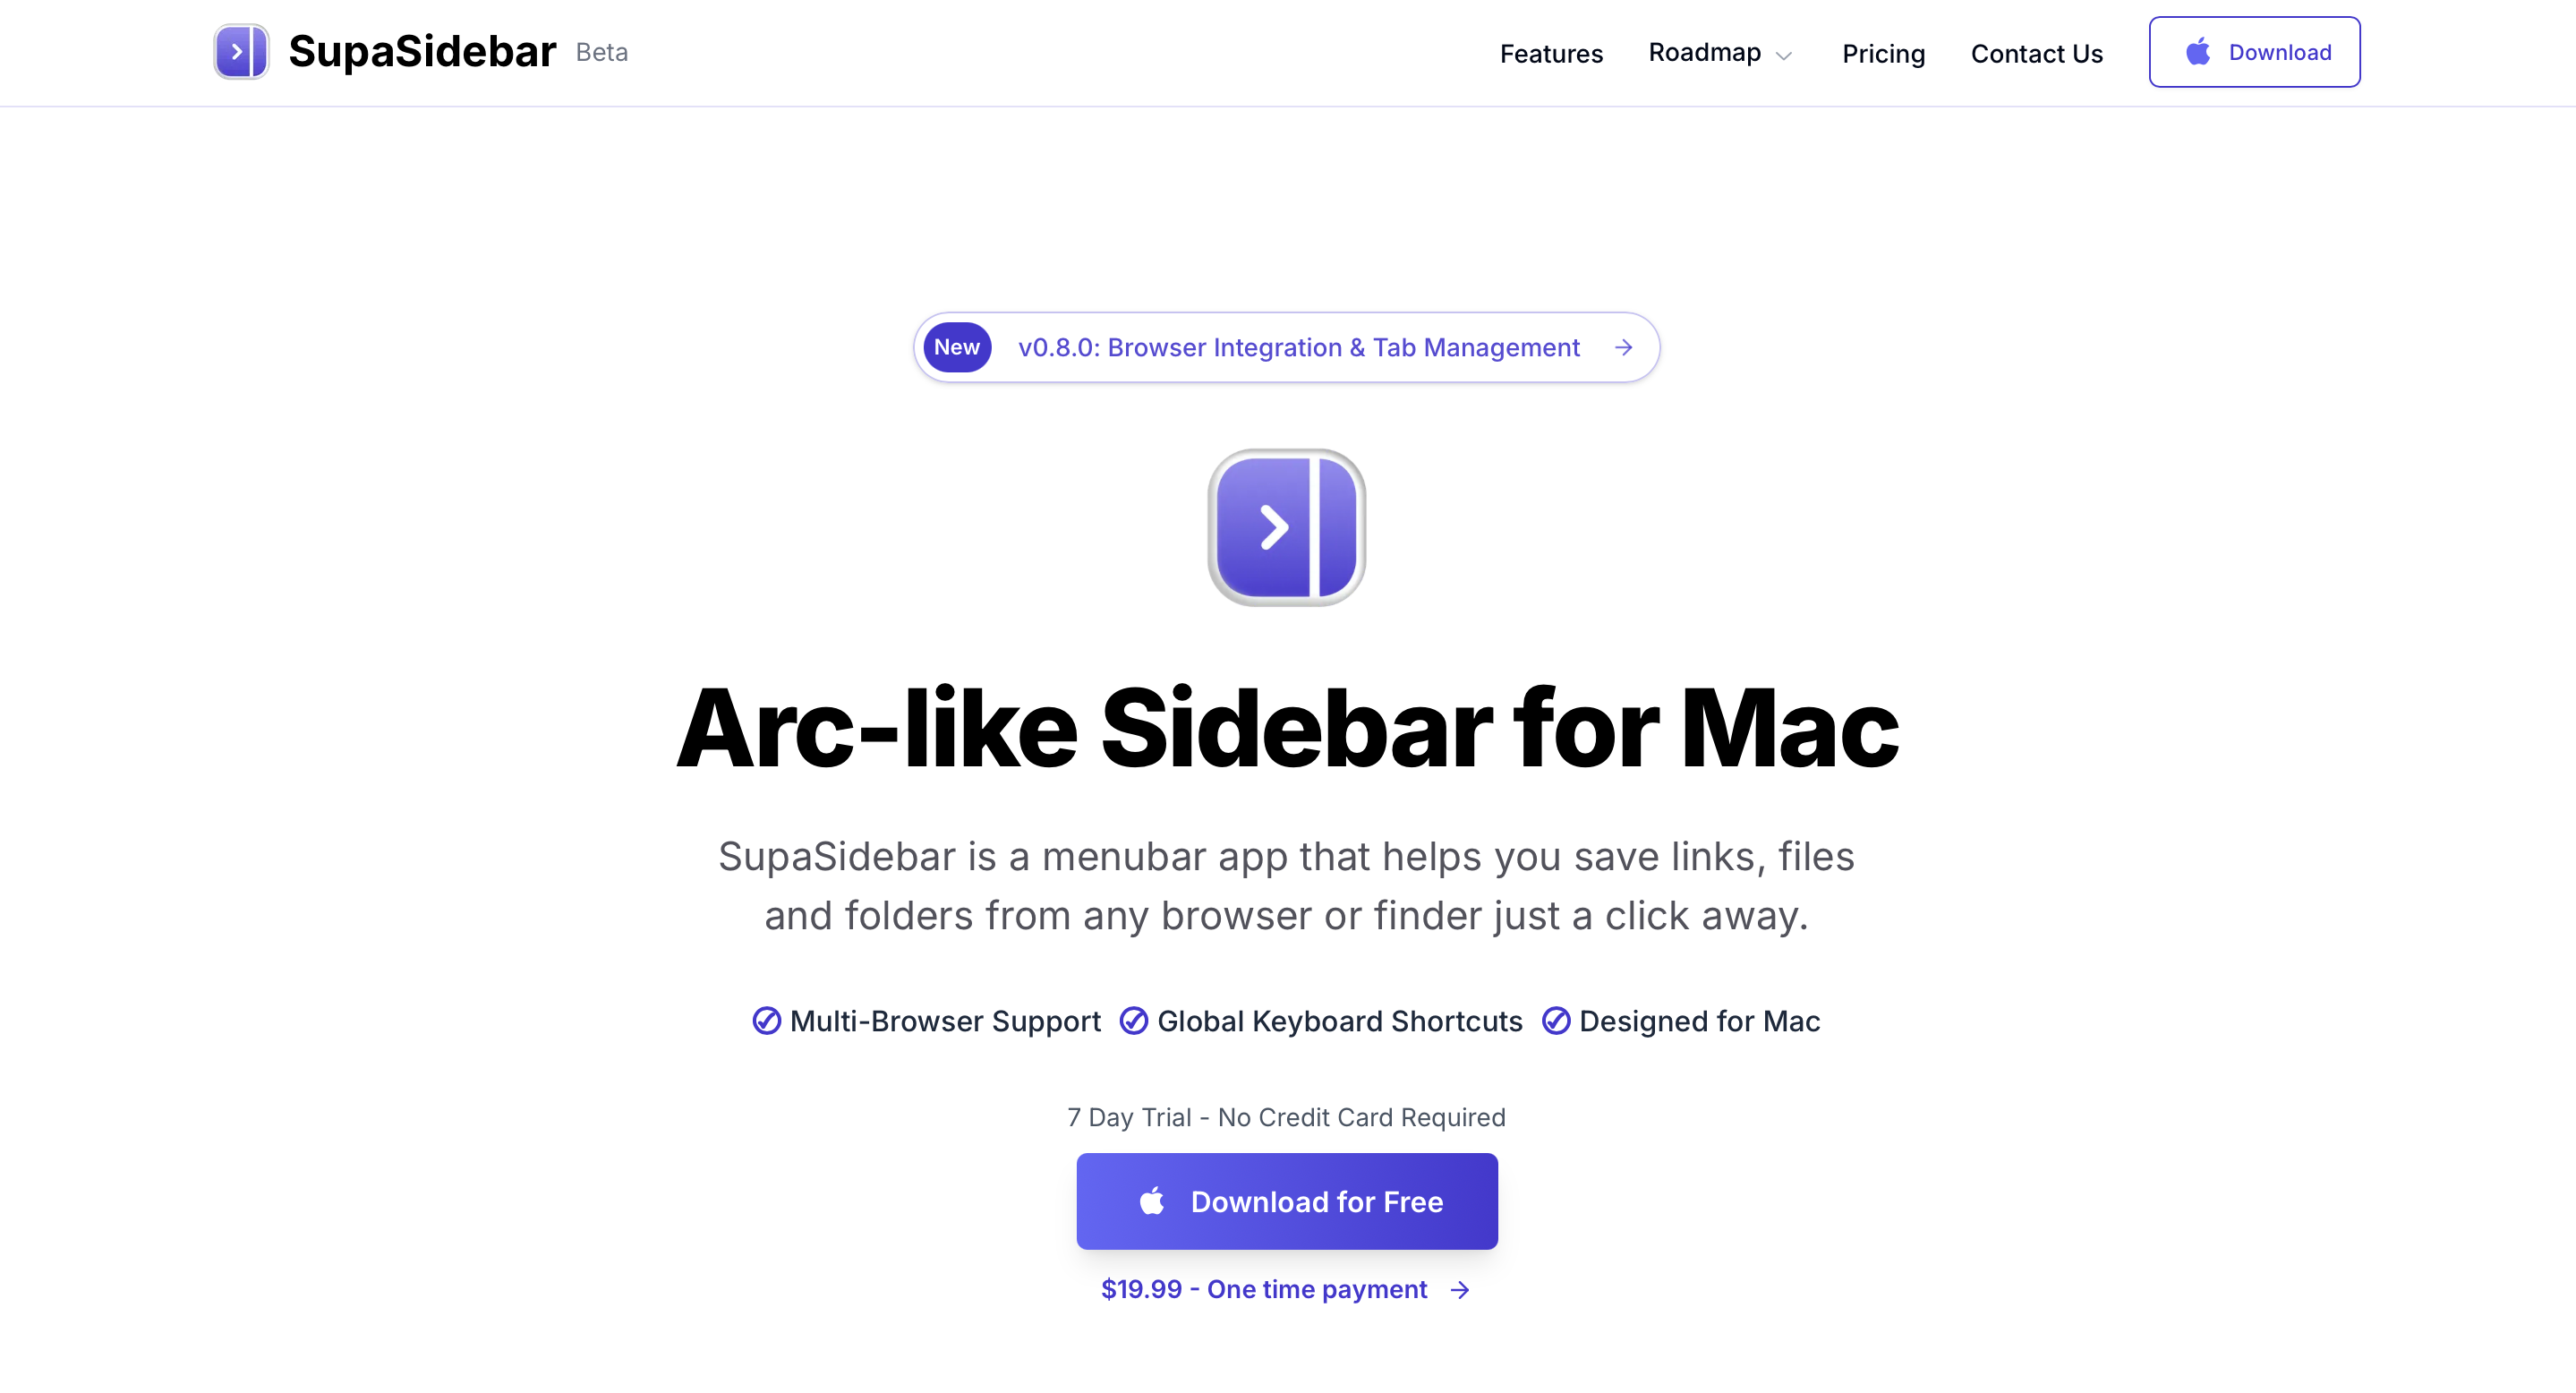 SupaSidebar Beta
Features Roadmap Pricing Contact Us Download
New v0.8.0: Browser Integration & Tab Management
Arc-like Sidebar for Mac
SupaSidebar is a menubar app that helps you save links, files
and folders from any browser or finder just a click away.
Multi-Browser Support Global Keyboard Shortcuts Designed for Mac
7 Day Trial - No Credit Card Required
Download for Free
$19.99 - One time payment